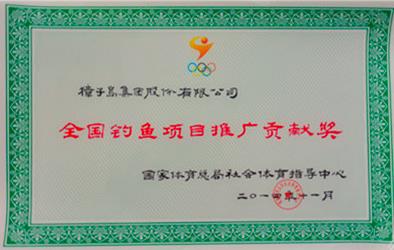 獐子岛集团股份有限公司
全国钓鱼项目推广贡献奖
国家体育总局社会体育指导中心
二〇一四年十一月